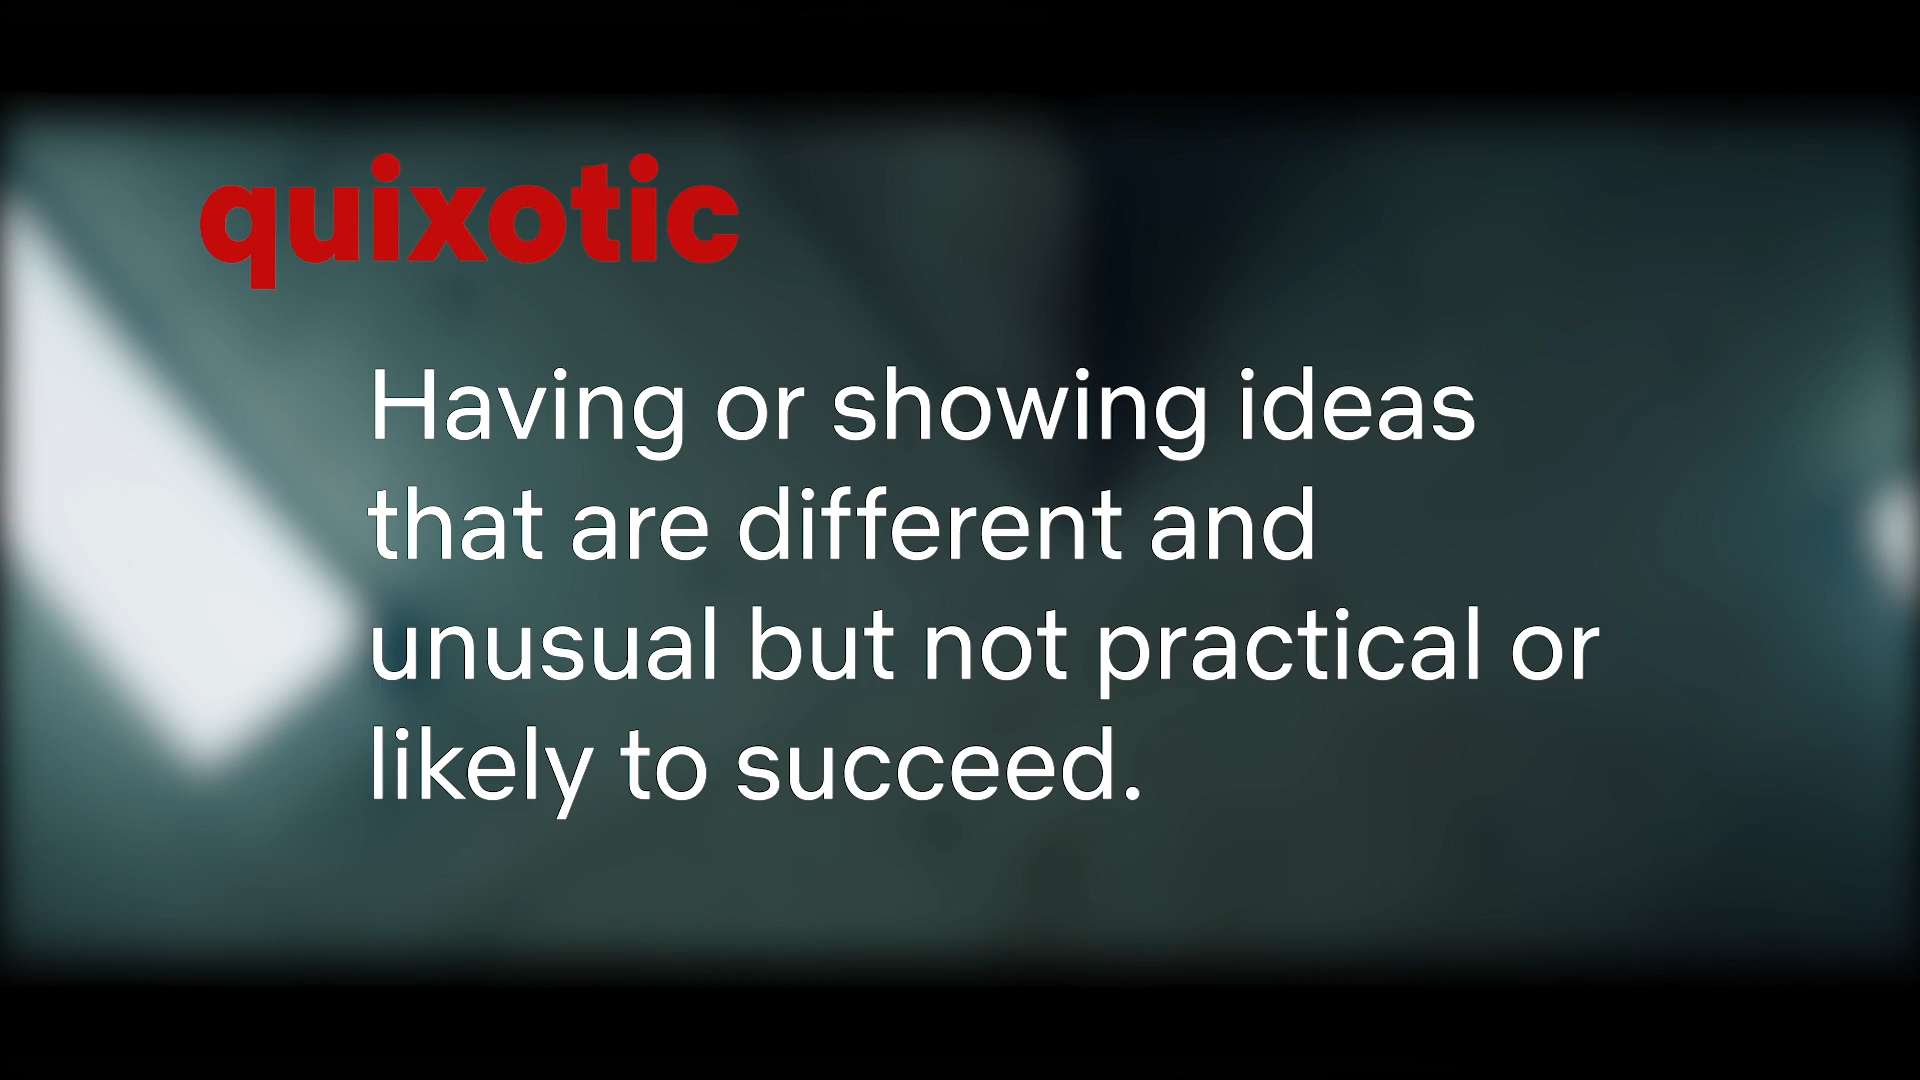 quixotic
Having or showing ideas
that are different and
unusual but not practical or
likely to succeed.